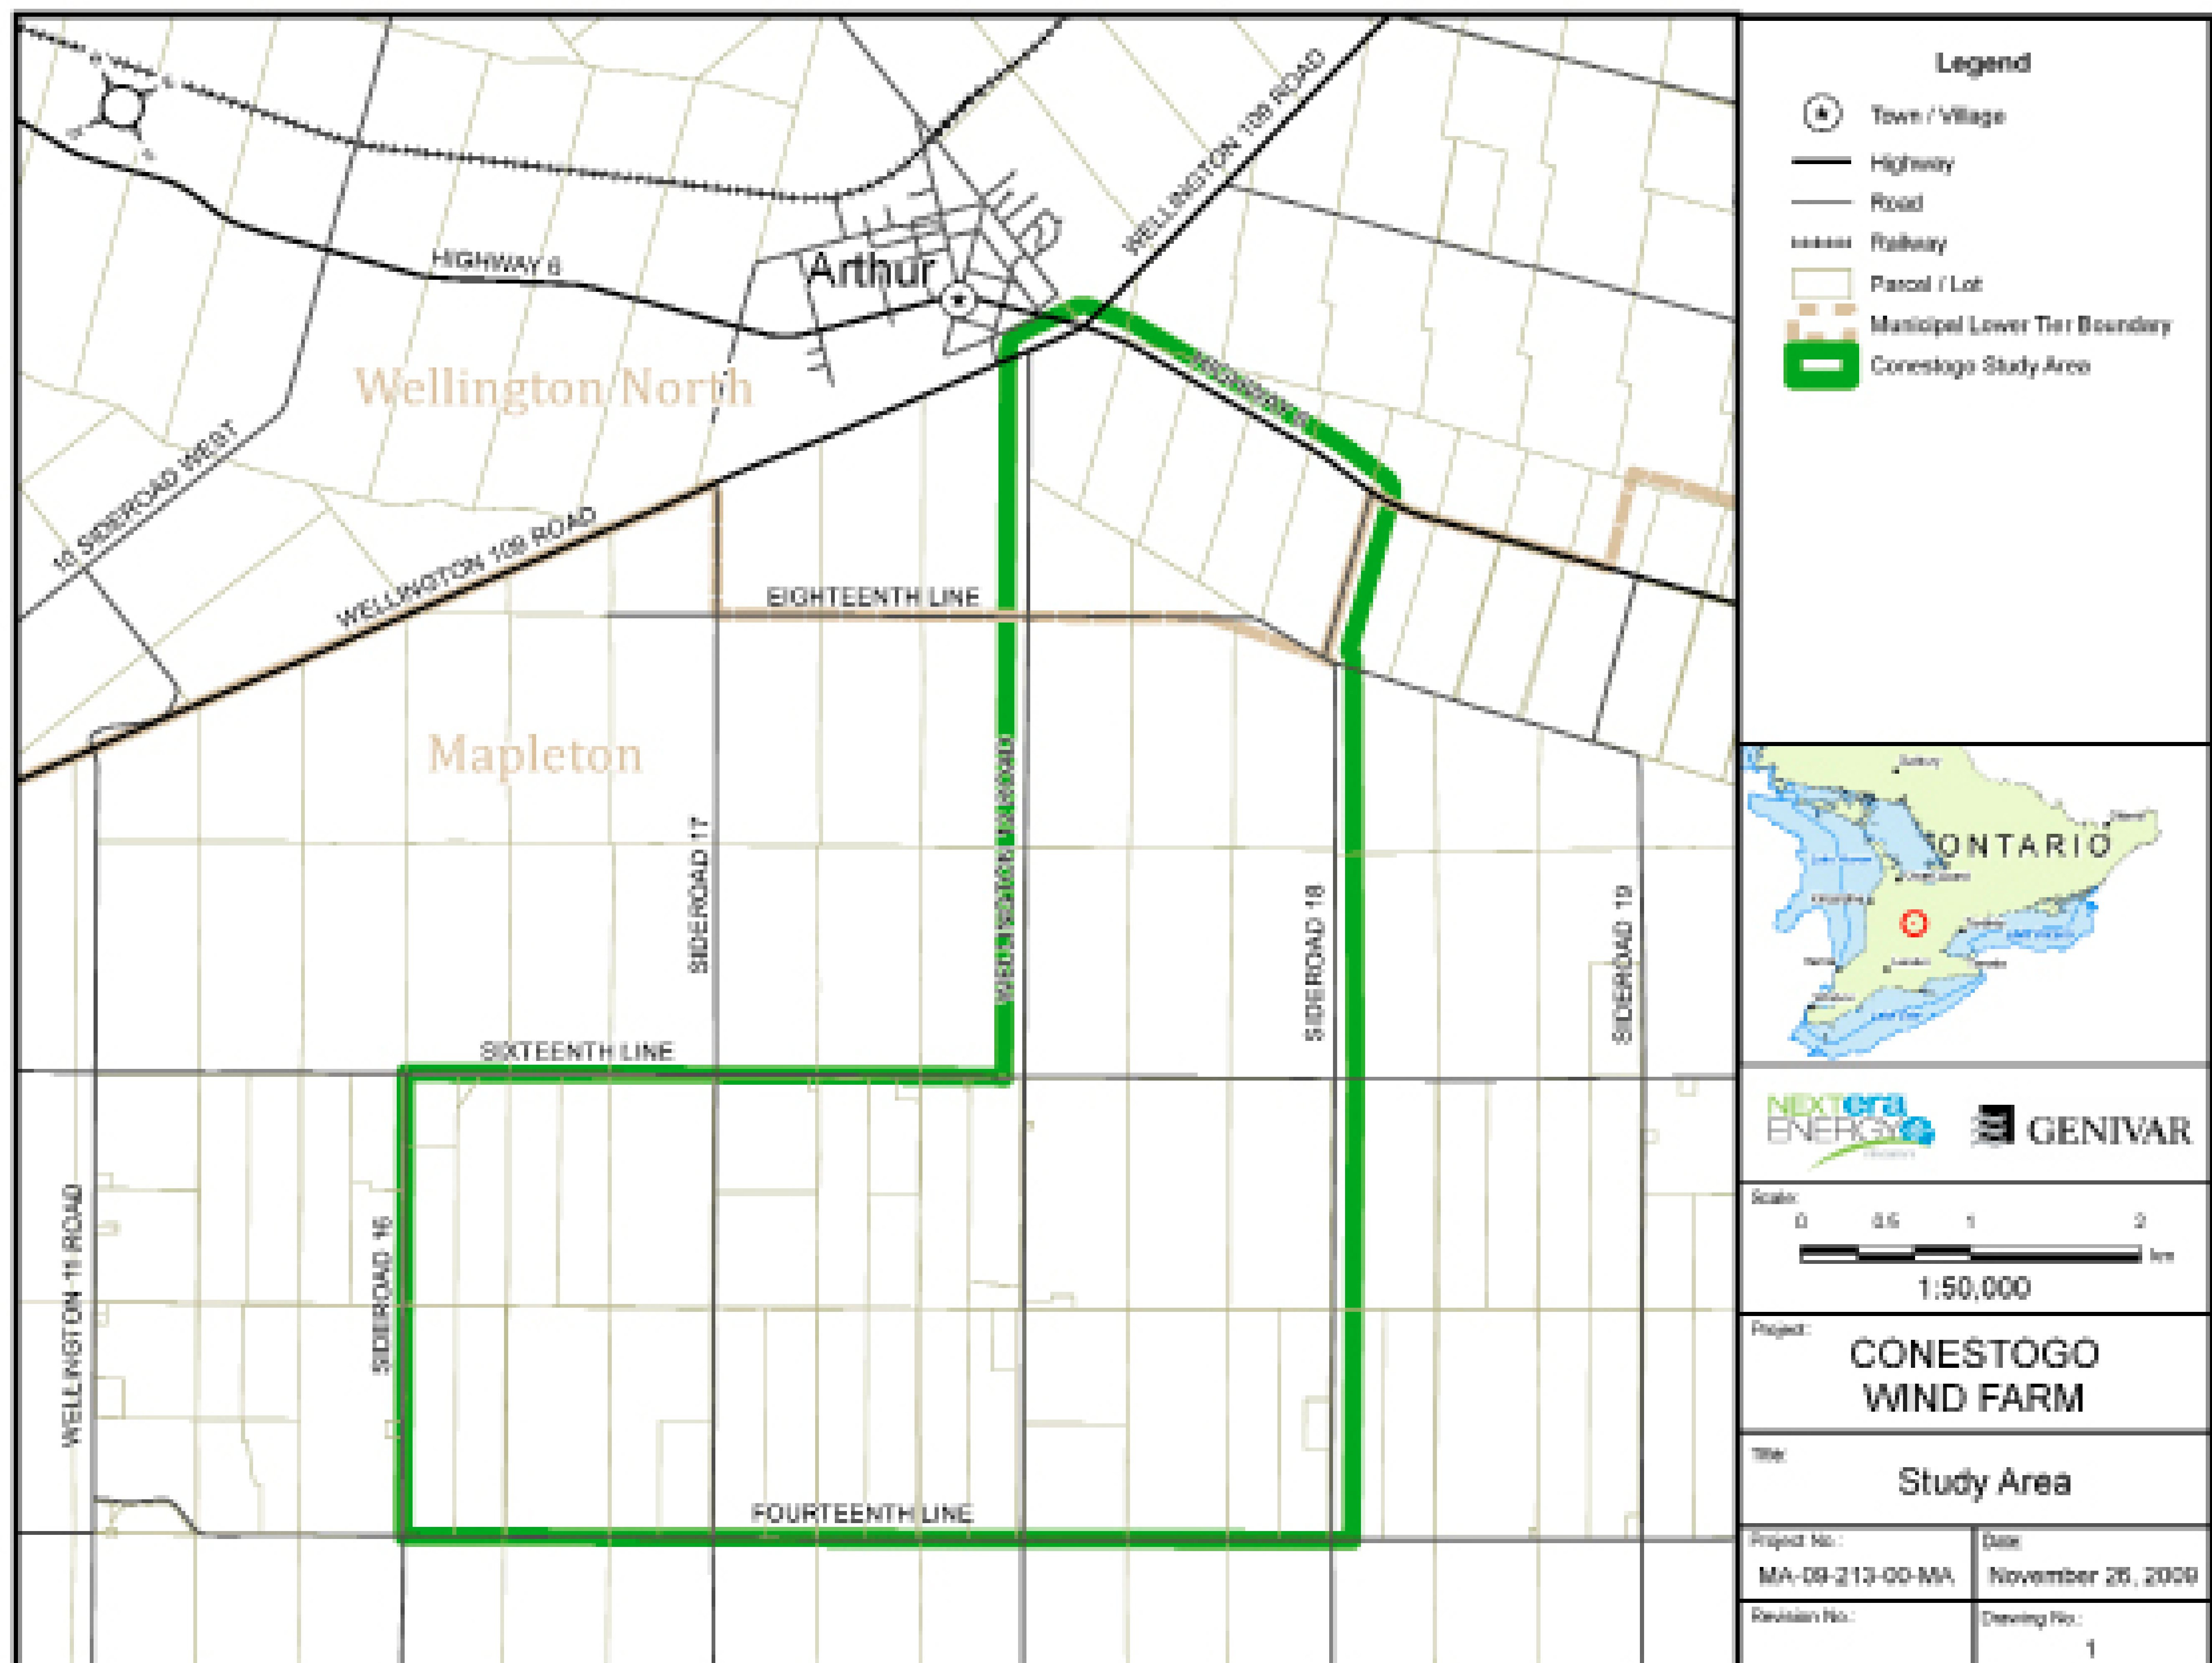 HIGHWAY 6
Arthur
WELLINGTON 109 ROAD
Wellington North
10 SIDEROAD WEST
WELLINGTON 109 ROAD
EIGHTEENTH LINE
Mapleton
SIDEROAD 17
SIDEROAD 18
SIDEROAD 19
SIXTEENTH LINE
WELLINGTON 11 ROAD
SIDEROAD 16
FOURTEENTH LINE
Legend
Town / Village
Highway
Road
Railway
Parcel / Lot
Municipal Lower Tier Boundary
Conestogo Study Area
ONTARIO
NEXTera
ENERGY
GENIVAR
Scale:
0 0.5 1 2
km
1:50,000
Project:
CONESTOGO
WIND FARM
Title:
Study Area
Project No.:
MA-09-213-00-MA
Date:
November 26, 2009
Revision No.:
Drawing No.:
1